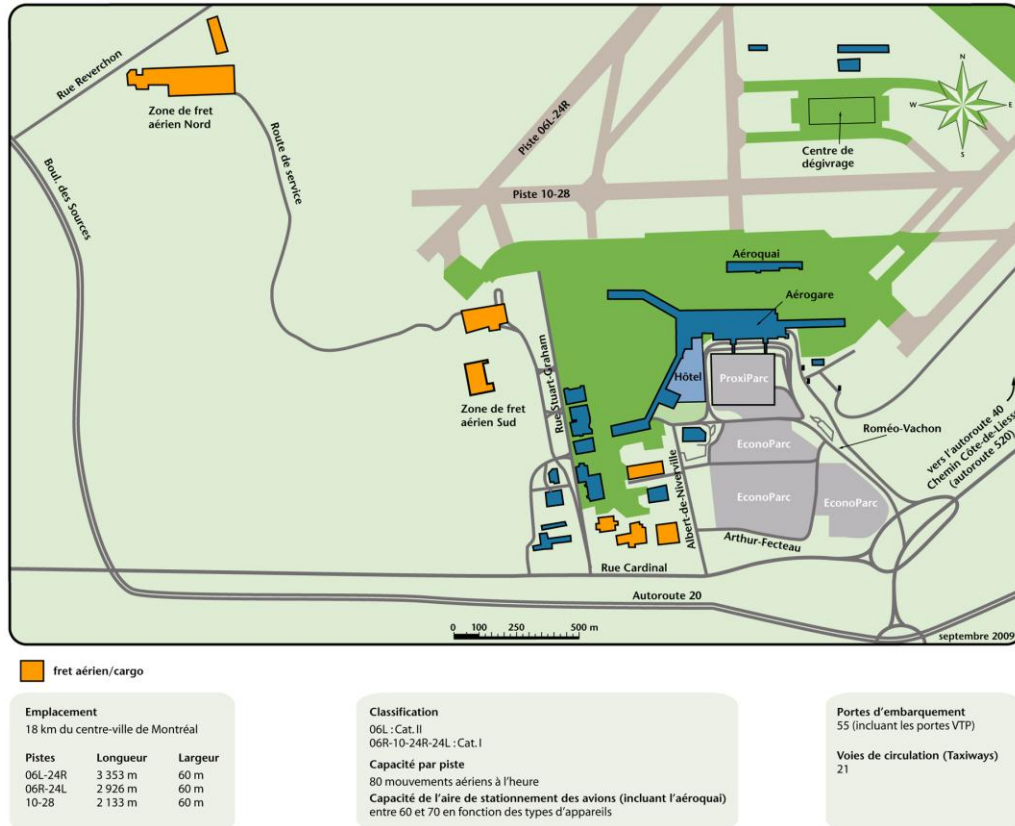 Rue Reverchon
Zone de fret
aérien Nord
Boul. des Sources
Route de service
Piste 06L-24R
Piste 10-28
Centre de
dégivrage
N
W
E
S
Aéroquai
Aérogare
Hôtel
ProxiParc
Zone de fret
aérien Sud
Rue Stuart-Graham
Roméo-Vachon
vers l'autoroute 40
Chemin Côte-de-Liesse
(autoroute 520)
EconoParc
EconoParc
EconoParc
Albert-de-Niverville
Arthur-Fecteau
Rue Cardinal
Autoroute 20
0 100 250 500 m
septembre 2009
fret aérien/cargo
Emplacement
18 km du centre-ville de Montréal
Pistes Longueur Largeur
06L-24R 3 353 m 60 m
06R-24L 2 926 m 60 m
10-28 2 133 m 60 m
Classification
06L : Cat. II
06R-10-24R-24L : Cat. I
Capacité par piste
80 mouvements aériens à l'heure
Capacité de l'aire de stationnement des avions (incluant l'aéroquai)
entre 60 et 70 en fonction des types d'appareils
Portes d'embarquement
55 (incluant les portes VTP)
Voies de circulation (Taxiways)
21